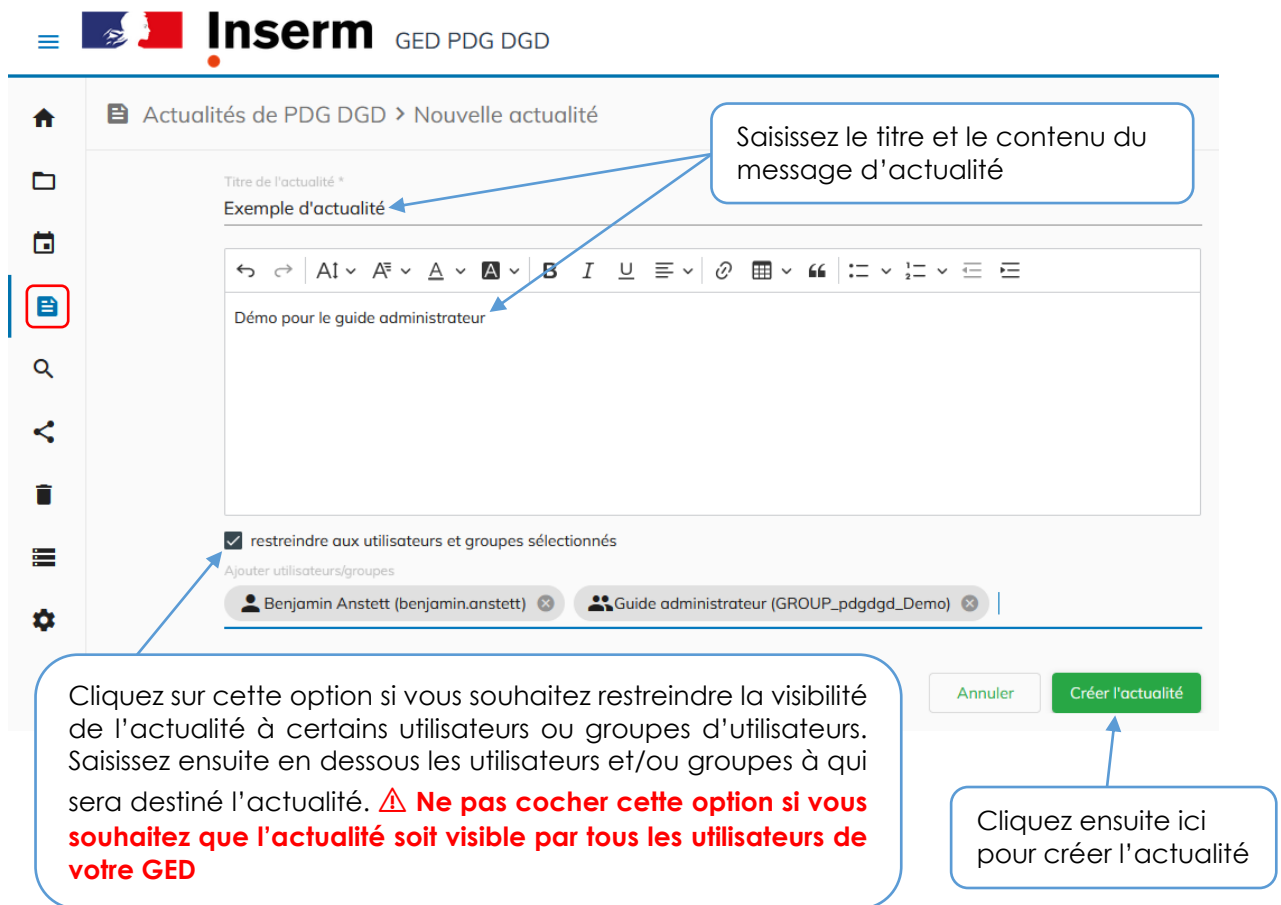 Inserm GED PDG DGD
Actualités de PDG DGD > Nouvelle actualité
Saisissez le titre et le contenu du
message d’actualité
Titre de l'actualité *
Exemple d'actualité
Démo pour le guide administrateur
restreindre aux utilisateurs et groupes sélectionnés
Ajouter utilisateurs/groupes
Benjamin Anstett (benjamin.anstett) Guide administrateur (GROUP_pdgdgd_Demo)
Annuler Créer l'actualité
Cliquez sur cette option si vous souhaitez restreindre la visibilité
de l’actualité à certains utilisateurs ou groupes d’utilisateurs.
Saisissez ensuite en dessous les utilisateurs et/ou groupes à qui
sera destiné l’actualité. ⚠ Ne pas cocher cette option si vous
souhaitez que l’actualité soit visible par tous les utilisateurs de
votre GED
Cliquez ensuite ici
pour créer l’actualité